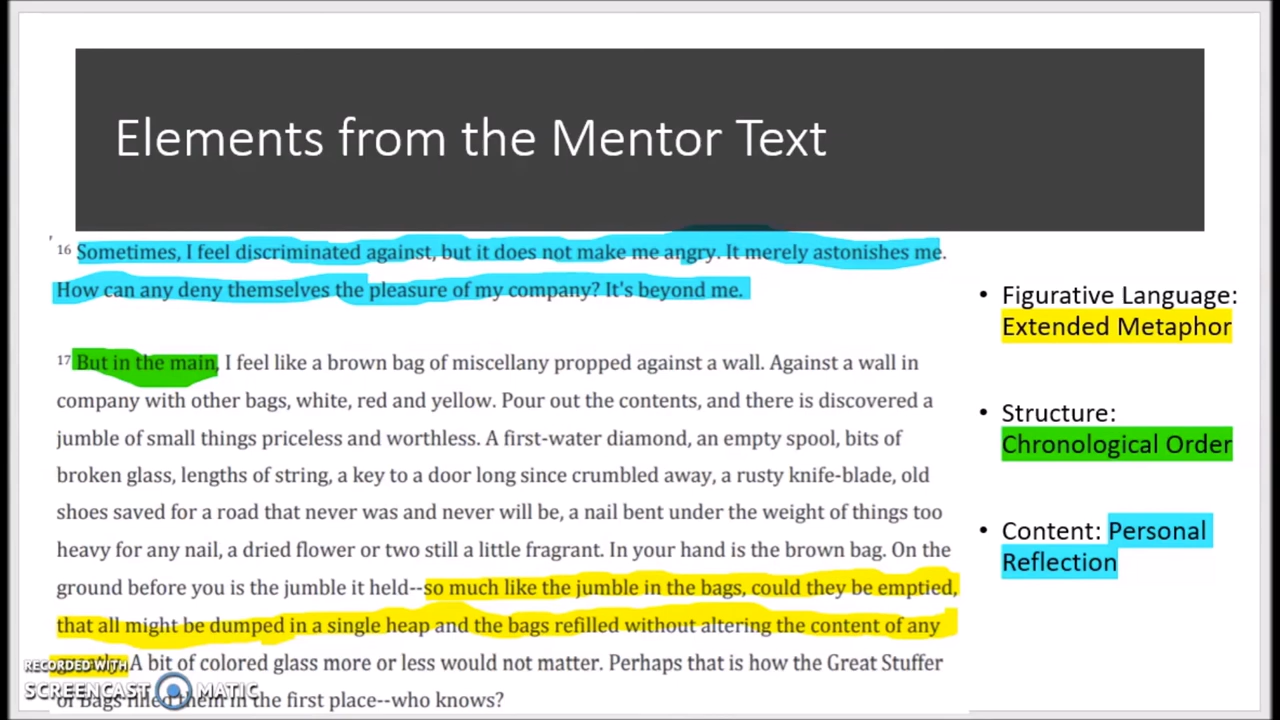 Elements from the Mentor Text
16 Sometimes, I feel discriminated against, but it does not make me angry. It merely astonishes me.
How can any deny themselves the pleasure of my company? It's beyond me.
17 But in the main, I feel like a brown bag of miscellany propped against a wall. Against a wall in
company with other bags, white, red and yellow. Pour out the contents, and there is discovered a
jumble of small things priceless and worthless. A first-water diamond, an empty spool, bits of
broken glass, lengths of string, a key to a door long since crumbled away, a rusty knife-blade, old
shoes saved for a road that never was and never will be, a nail bent under the weight of things too
heavy for any nail, a dried flower or two still a little fragrant. In your hand is the brown bag. On the
ground before you is the jumble it held--so much like the jumble in the bags, could they be emptied,
that all might be dumped in a single heap and the bags refilled without altering the content of any
A bit of colored glass more or less would not matter. Perhaps that is how the Great Stuffer
of Bags filled them in the first place--who knows?
• Figurative Language:
Extended Metaphor
• Structure:
Chronological Order
• Content: Personal
Reflection
RECORDED WITH
SCREENCAST MATIC